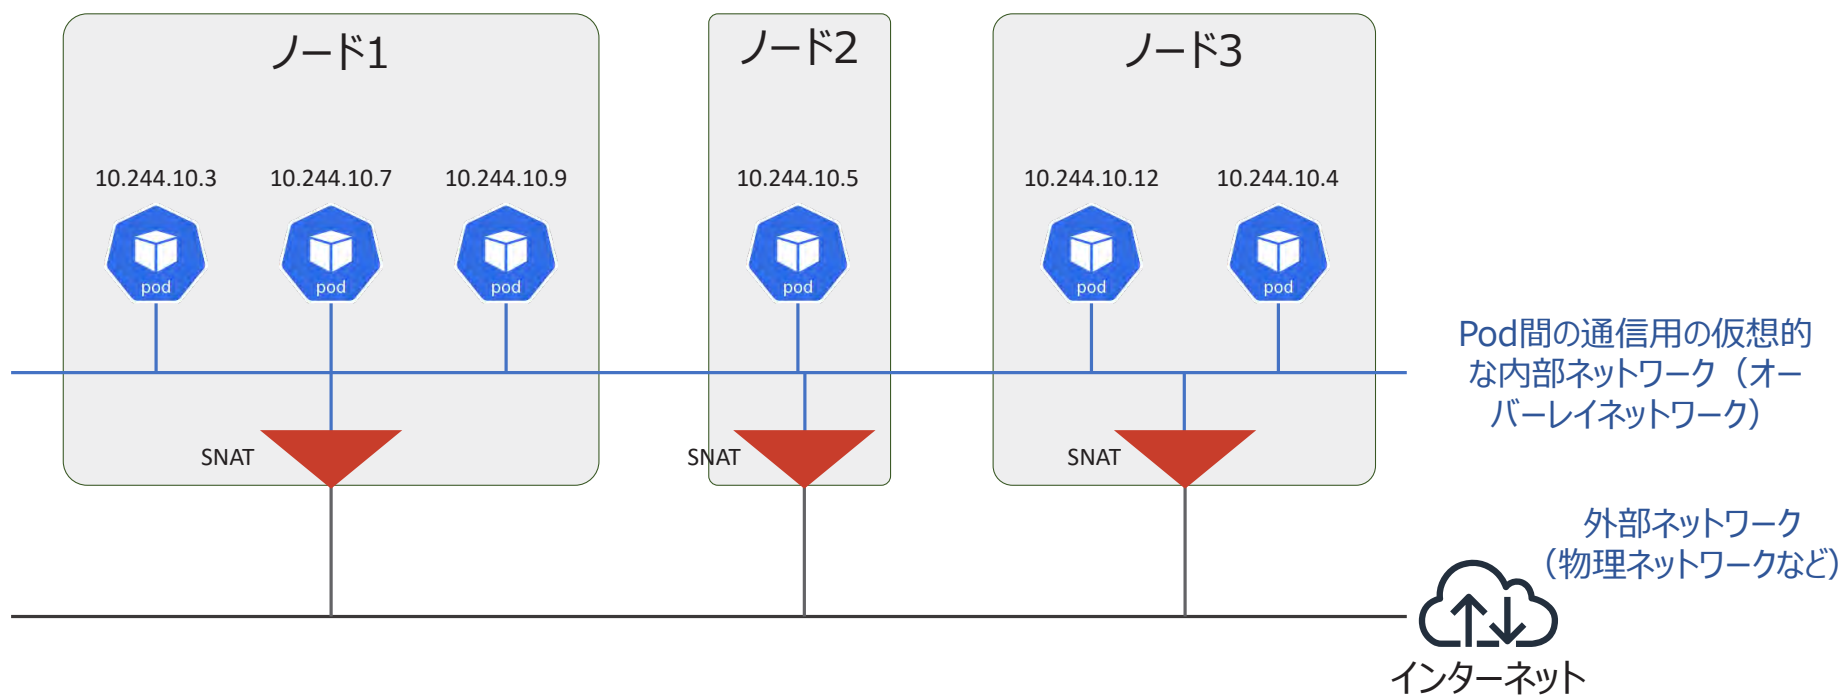 ノード1
ノード2
ノード3
10.244.10.3
10.244.10.7
10.244.10.9
10.244.10.5
10.244.10.12
10.244.10.4
pod
pod
pod
pod
pod
pod
Pod間の通信用の仮想的
な内部ネットワーク（オー
バーレイネットワーク）
SNAT
SNAT
SNAT
外部ネットワーク
（物理ネットワークなど）
インターネット